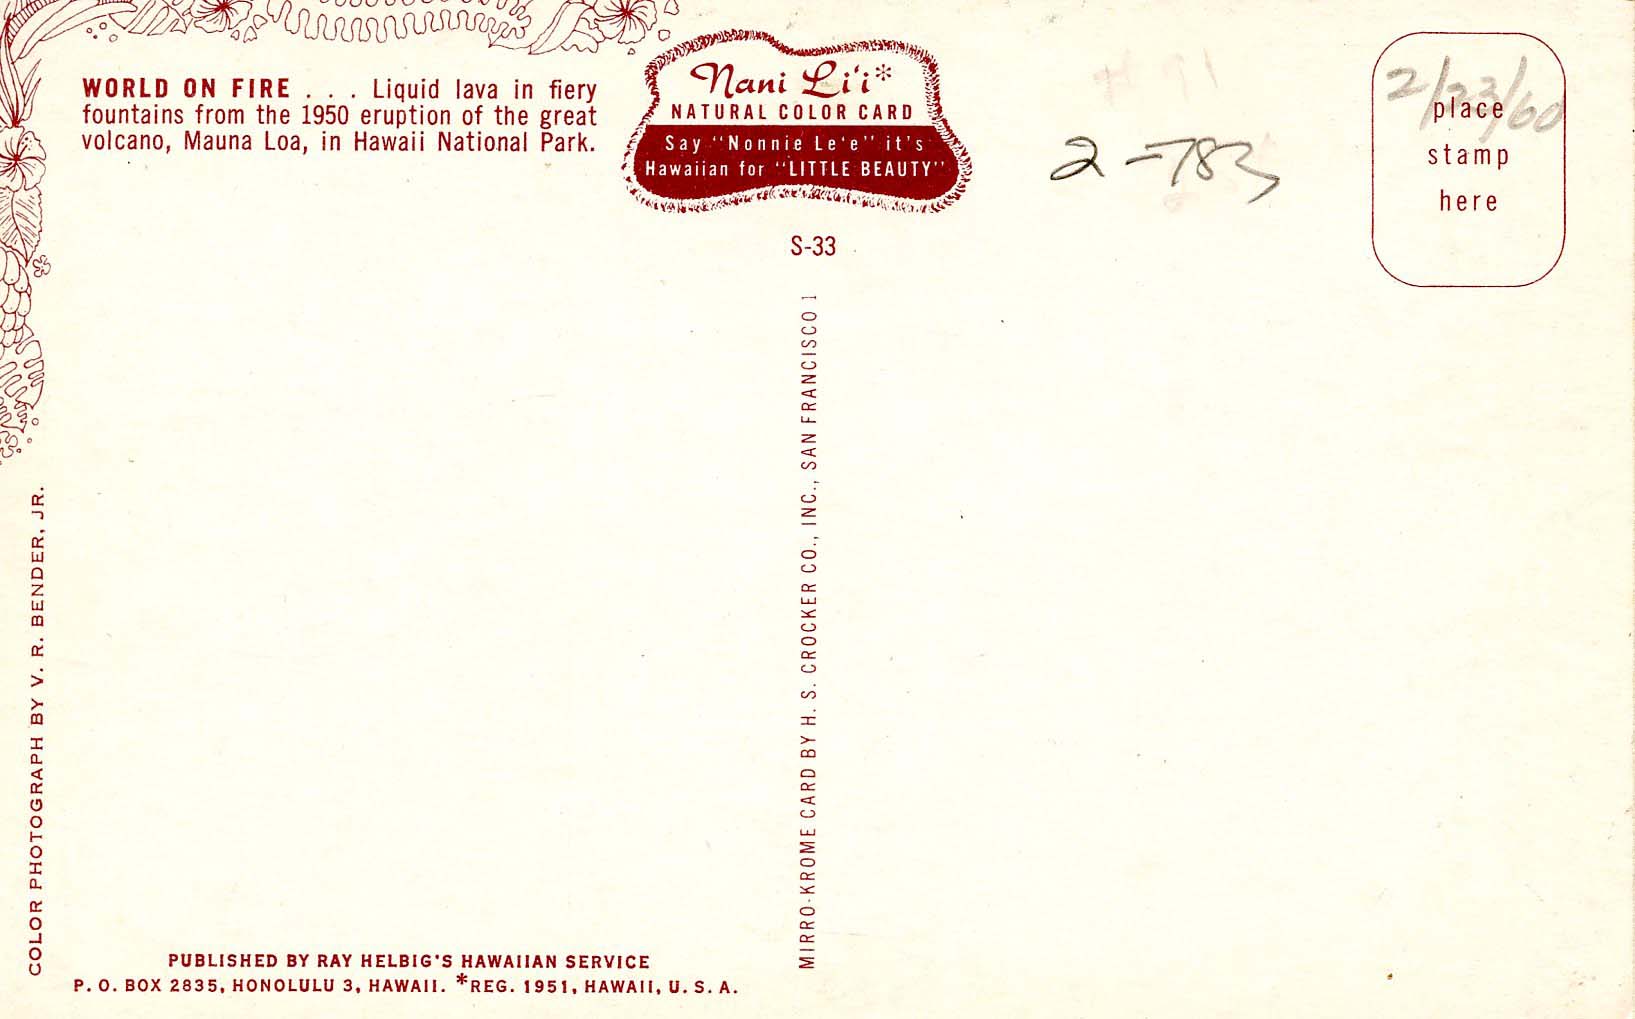 WORLD ON FIRE . . . Liquid lava in fiery
fountains from the 1950 eruption of the great
volcano, Mauna Loa, in Hawaii National Park.
Nani Li'i*
NATURAL COLOR CARD
Say "Nonnie Le'e" it's
Hawaiian for "LITTLE BEAUTY"
S-33
2-783
2/23/60
place
stamp
here
COLOR PHOTOGRAPH BY V. R. BENDER, JR.
MIRRO-KROME CARD BY H. S. CROCKER CO., INC., SAN FRANCISCO 1
PUBLISHED BY RAY HELBIG'S HAWAIIAN SERVICE
P. O. BOX 2835, HONOLULU 3, HAWAII. *REG. 1951, HAWAII, U. S. A.